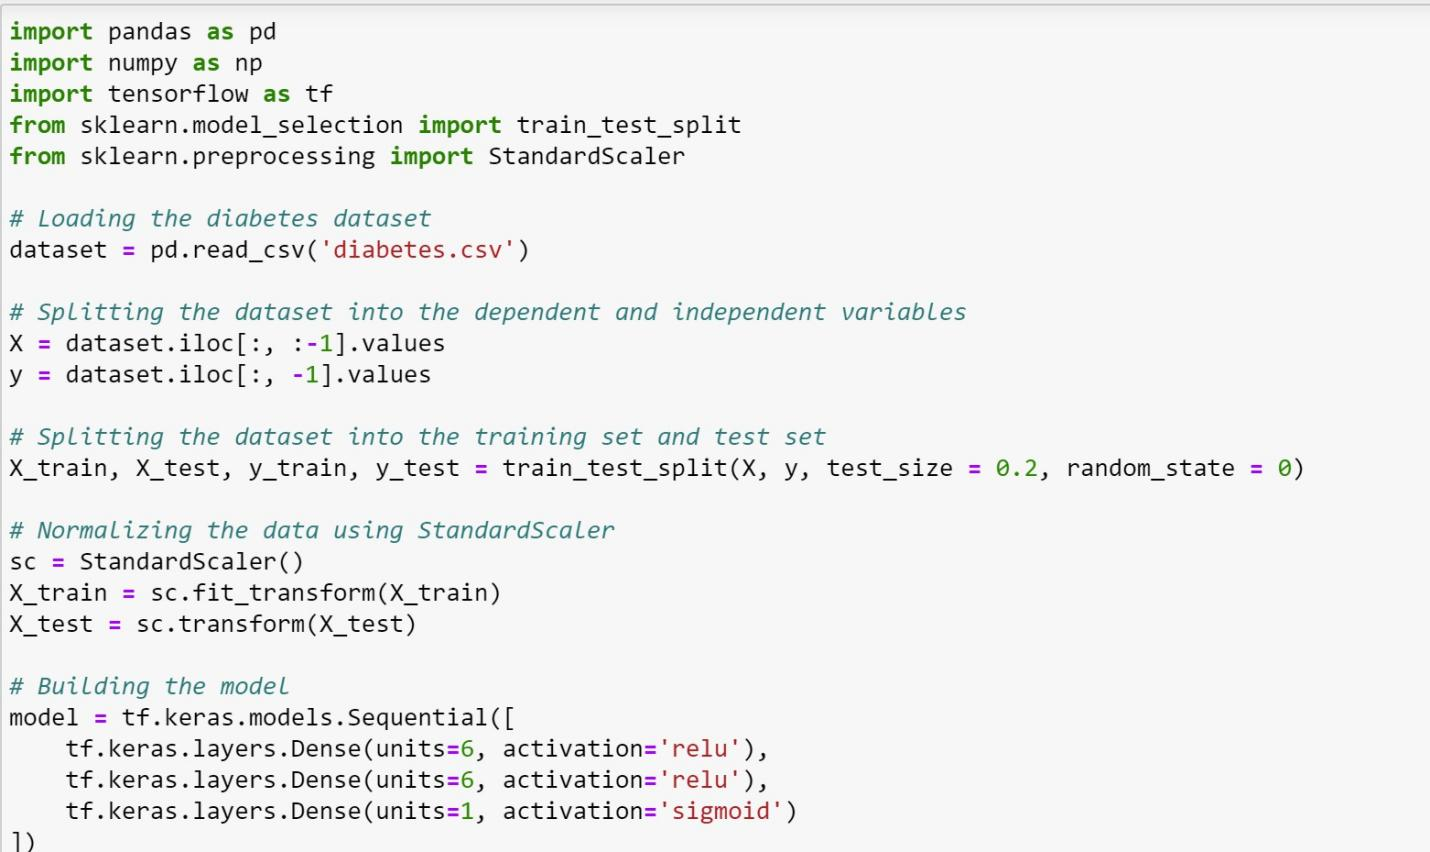 import pandas as pd
import numpy as np
import tensorflow as tf
from sklearn.model_selection import train_test_split
from sklearn.preprocessing import StandardScaler

# Loading the diabetes dataset
dataset = pd.read_csv('diabetes.csv')

# Splitting the dataset into the dependent and independent variables
X = dataset.iloc[:, :-1].values
y = dataset.iloc[:, -1].values

# Splitting the dataset into the training set and test set
X_train, X_test, y_train, y_test = train_test_split(X, y, test_size = 0.2, random_state = 0)

# Normalizing the data using StandardScaler
sc = StandardScaler()
X_train = sc.fit_transform(X_train)
X_test = sc.transform(X_test)

# Building the model
model = tf.keras.models.Sequential([
    tf.keras.layers.Dense(units=6, activation='relu'),
    tf.keras.layers.Dense(units=6, activation='relu'),
    tf.keras.layers.Dense(units=1, activation='sigmoid')
])